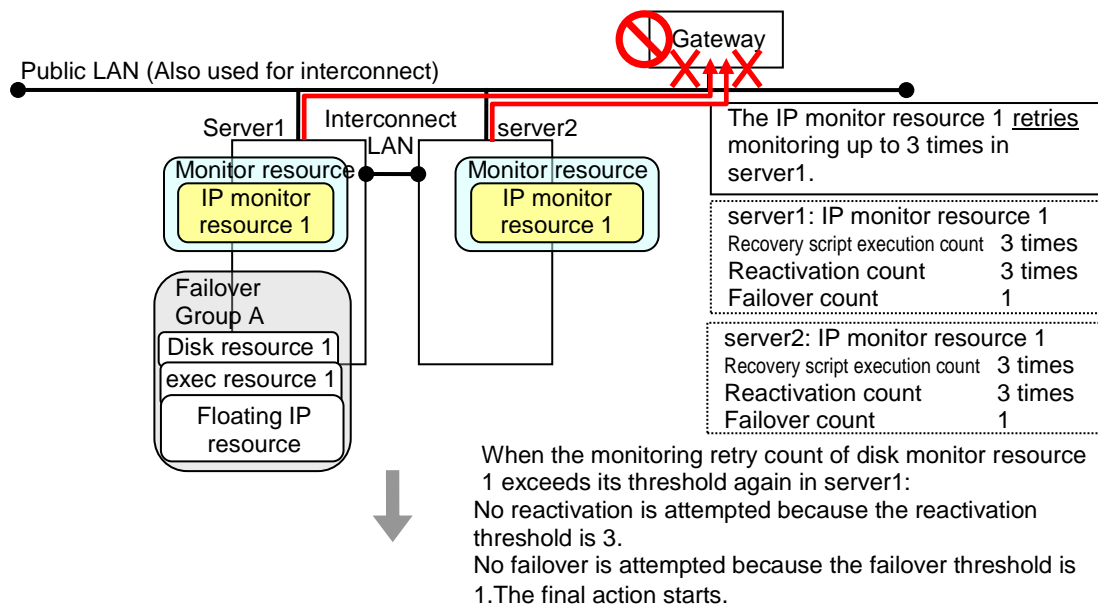 Gateway
Public LAN (Also used for interconnect)
Server1
Interconnect
LAN
server2
Monitor resource
IP monitor
resource 1
Monitor resource
IP monitor
resource 1
Failover
Group A
Disk resource 1
exec resource 1
Floating IP
resource
The IP monitor resource 1 retries
monitoring up to 3 times in
server1.
server1: IP monitor resource 1
Recovery script execution count 3 times
Reactivation count 3 times
Failover count 1
server2: IP monitor resource 1
Recovery script execution count 3 times
Reactivation count 3 times
Failover count 1
When the monitoring retry count of disk monitor resource
1 exceeds its threshold again in server1:
No reactivation is attempted because the reactivation
threshold is 3.
No failover is attempted because the failover threshold is
1.The final action starts.